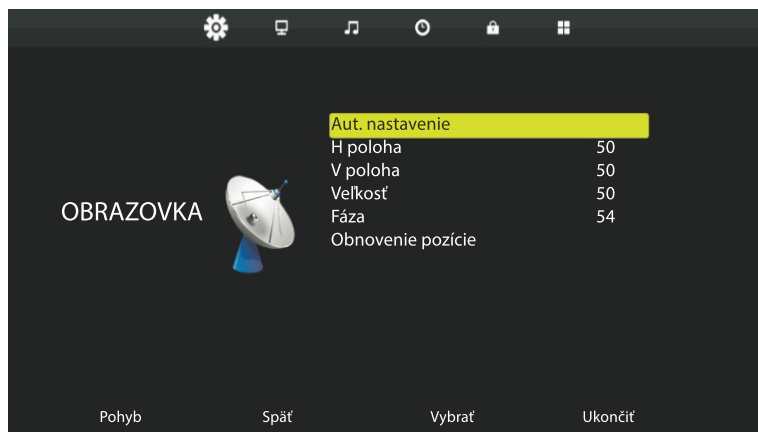 Aut. nastavenie
H poloha 50
V poloha 50
Veľkosť 50
OBRAZOVKA
Fáza 54
Obnovenie pozície
Pohyb Späť Vybrať Ukončiť